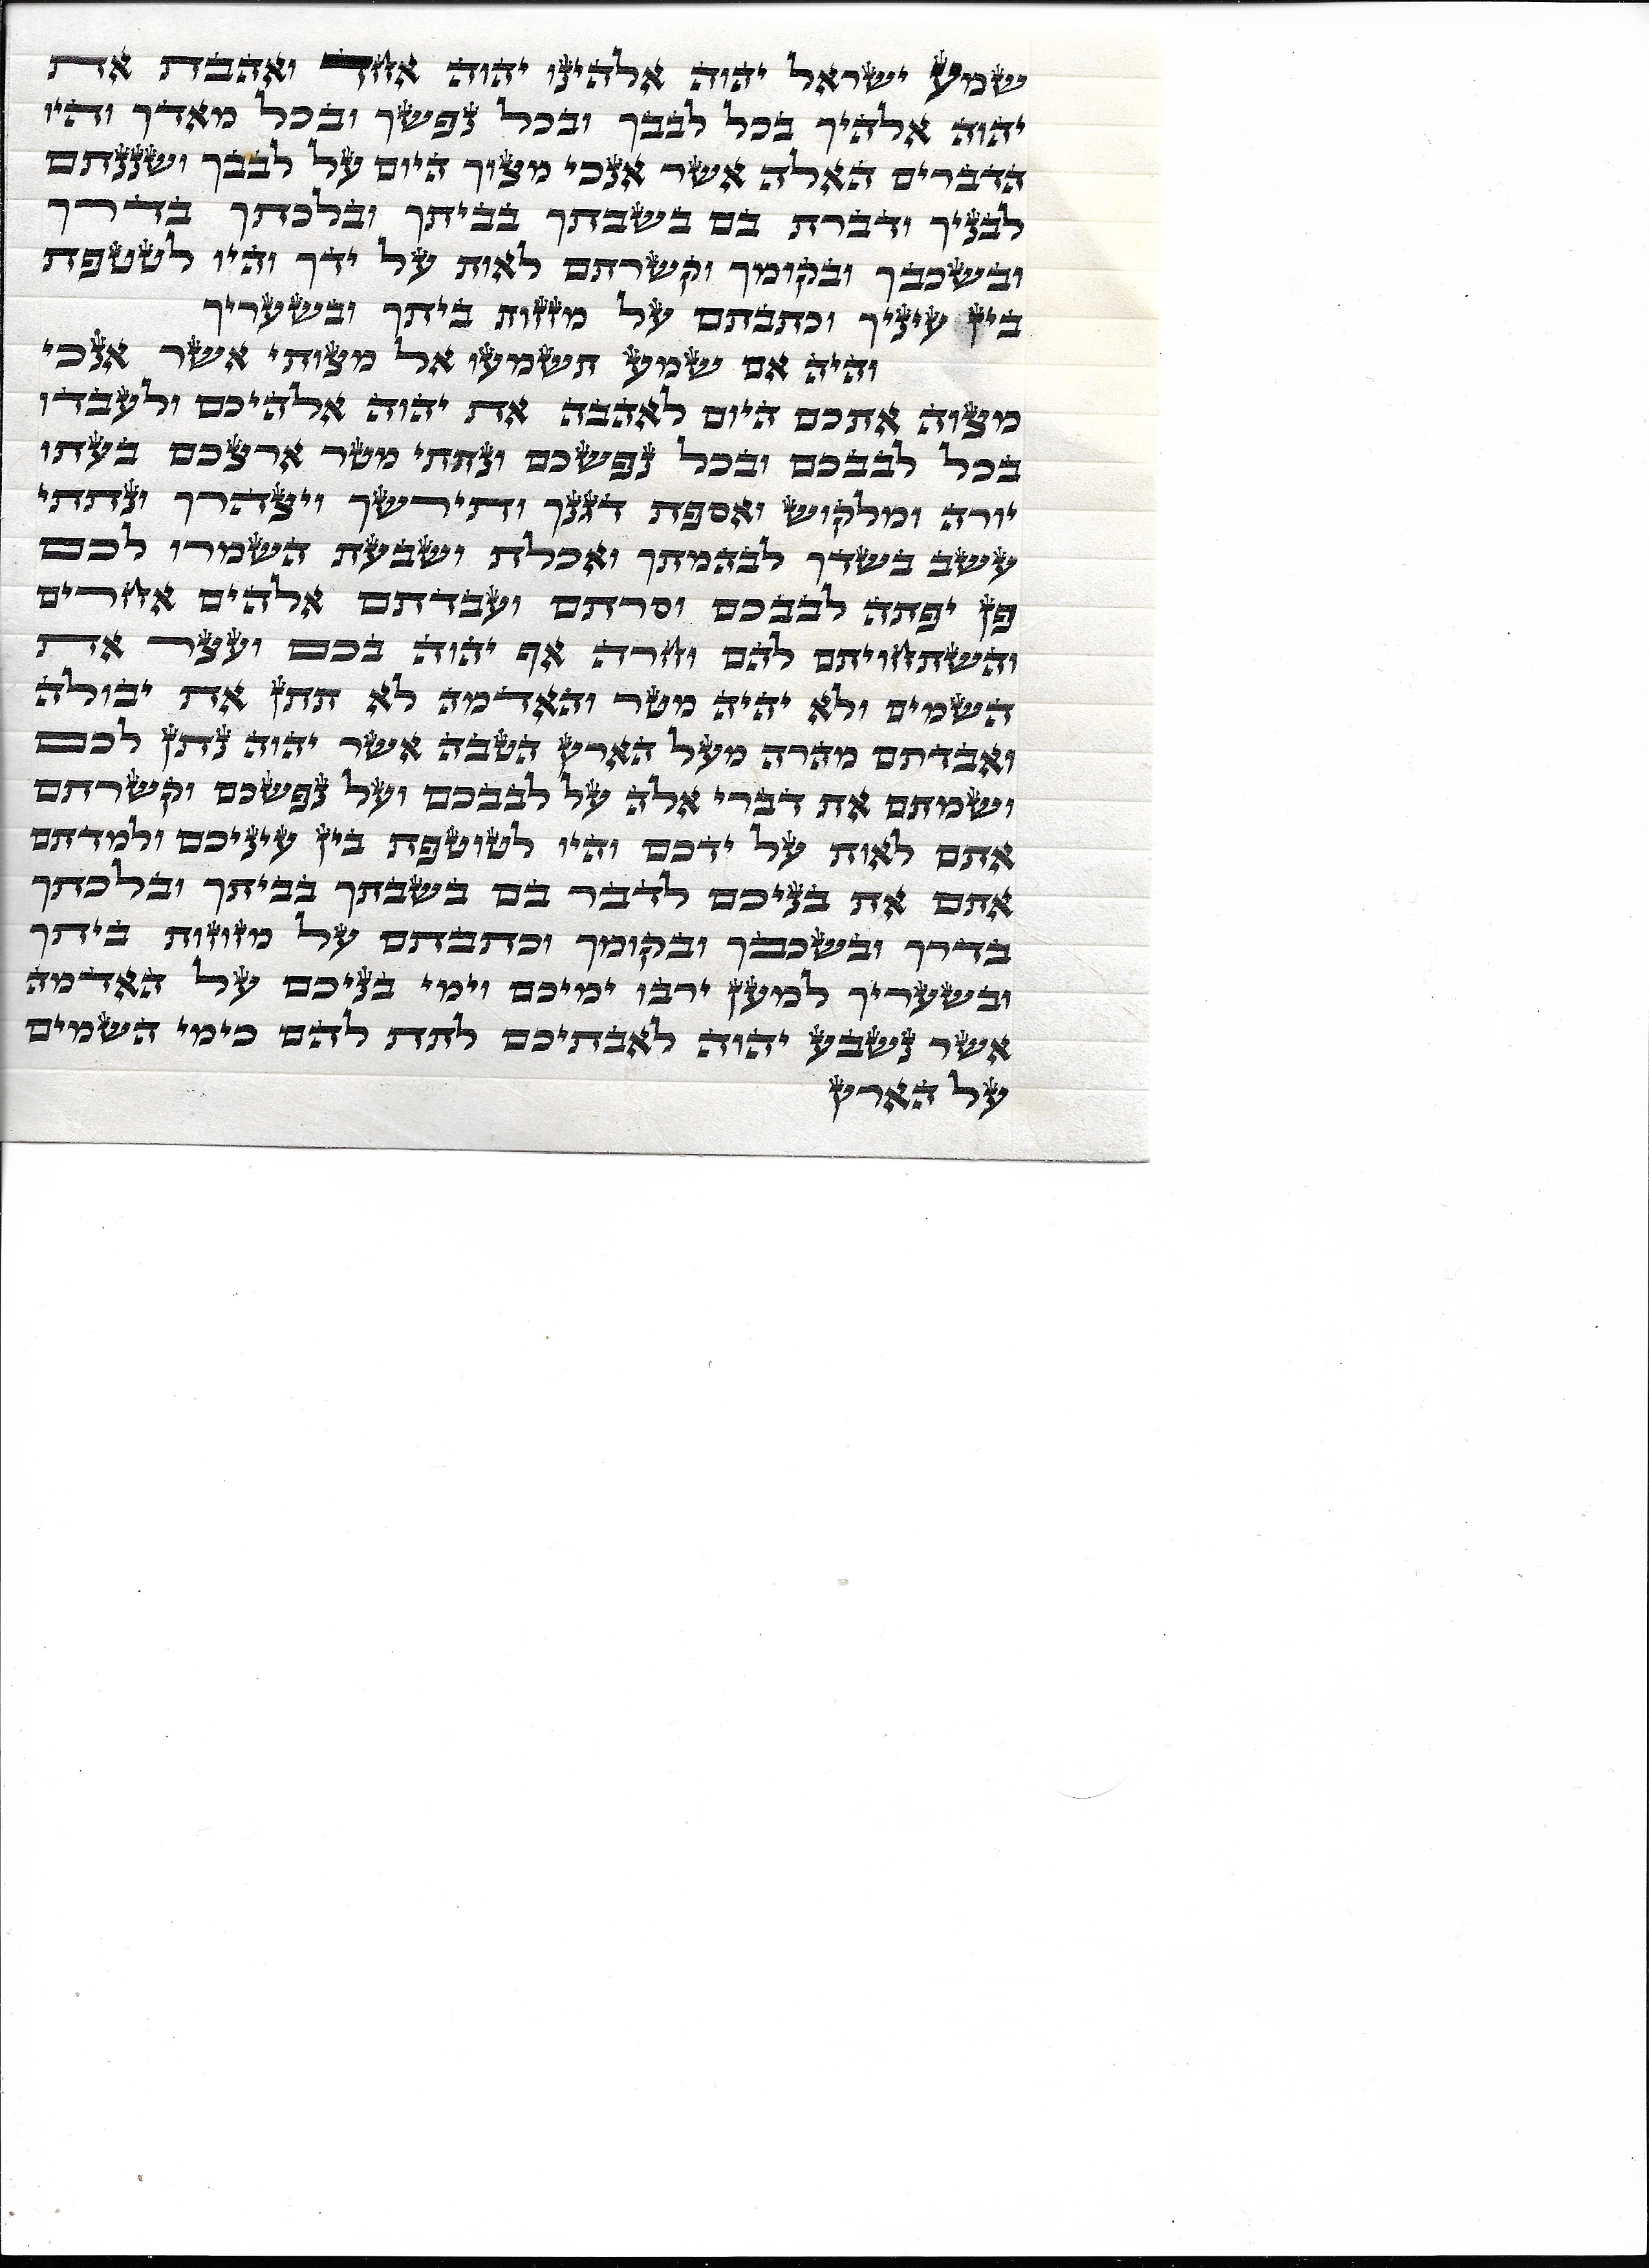 שמע ישראל יהוה אלהינו יהוה אחד ואהבת את
יהוה אלהיך בכל לבבך ובכל נפשך ובכל מאדך והיו
הדברים האלה אשר אנכי מצוך היום על לבבך ושננתם
לבניך ודברת בם בשבתך בביתך ובלכתך בדרך
ובשכבך ובקומך וקשרתם לאות על ידך והיו לטטפת
בין עיניך וכתבתם על מזזות ביתך ובשעריך
והיה אם שמע תשמעו אל מצותי אשר אנכי
מצוה אתכם היום לאהבה את יהוה אלהיכם ולעבדו
בכל לבבכם ובכל נפשכם ונתתי מטר ארצכם בעתו
יורה ומלקוש ואספת דגנך ותירשך ויצהרך ונתתי
עשב בשדך לבהמתך ואכלת ושבעת השמרו לכם
פן יפתה לבבכם וסרתם ועבדתם אלהים אחרים
והשתחויתם להם וחרה אף יהוה בכם ועצר את
השמים ולא יהיה מטר והאדמה לא תתן את יבולה
ואבדתם מהרה מעל הארץ הטבה אשר יהוה נתן לכם
ושמתם את דברי אלה על לבבכם ועל נפשכם וקשרתם
אתם לאות על ידכם והיו לטוטפת בין עיניכם ולמדתם
אתם את בניכם לדבר בם בשבתך בביתך ובלכתך
בדרך ובשכבך ובקומך וכתבתם על מזוזות ביתך
ובשעריך למען ירבו ימיכם וימי בניכם על האדמה
אשר נשבע יהוה לאבתיכם לתת להם כימי השמים
על הארץ